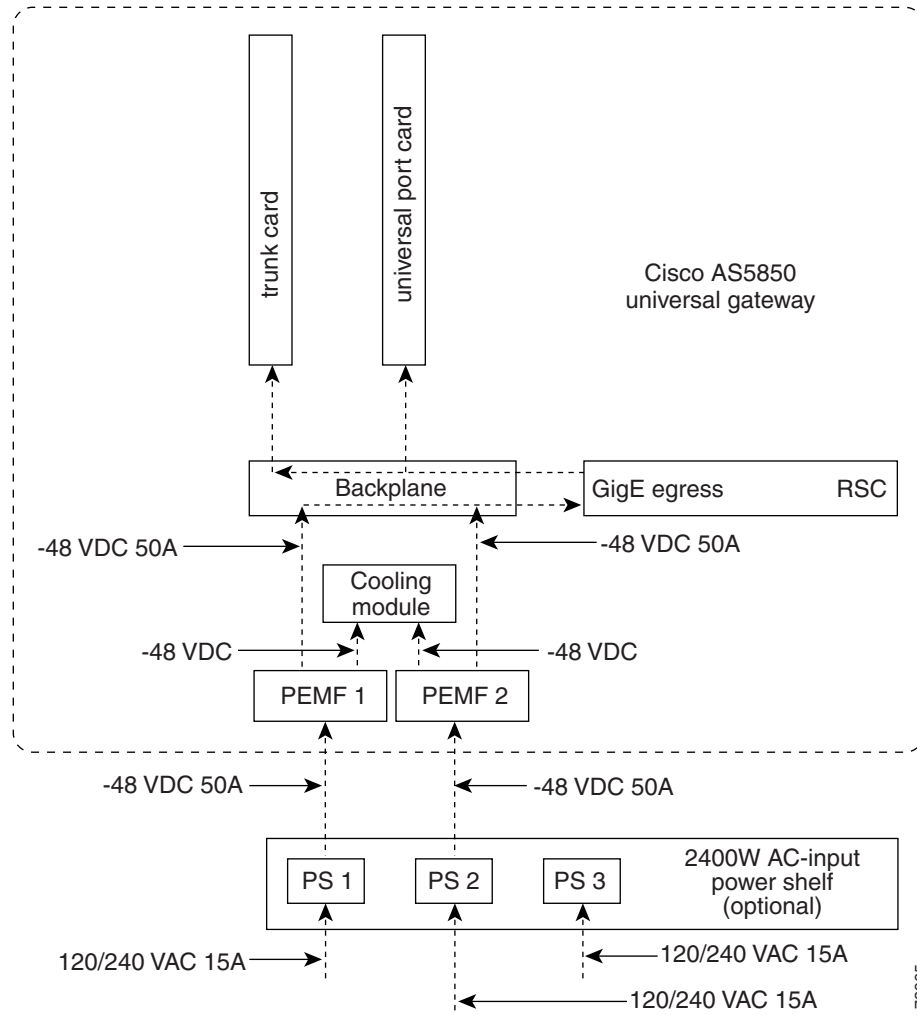 trunk card
universal port card
Cisco AS5850
universal gateway
Backplane
GigE egress
RSC
-48 VDC 50A
-48 VDC 50A
Cooling
module
-48 VDC
-48 VDC
PEMF 1
PEMF 2
-48 VDC 50A
-48 VDC 50A
2400W AC-input
power shelf
(optional)
PS 1
PS 2
PS 3
120/240 VAC 15A
120/240 VAC 15A
120/240 VAC 15A